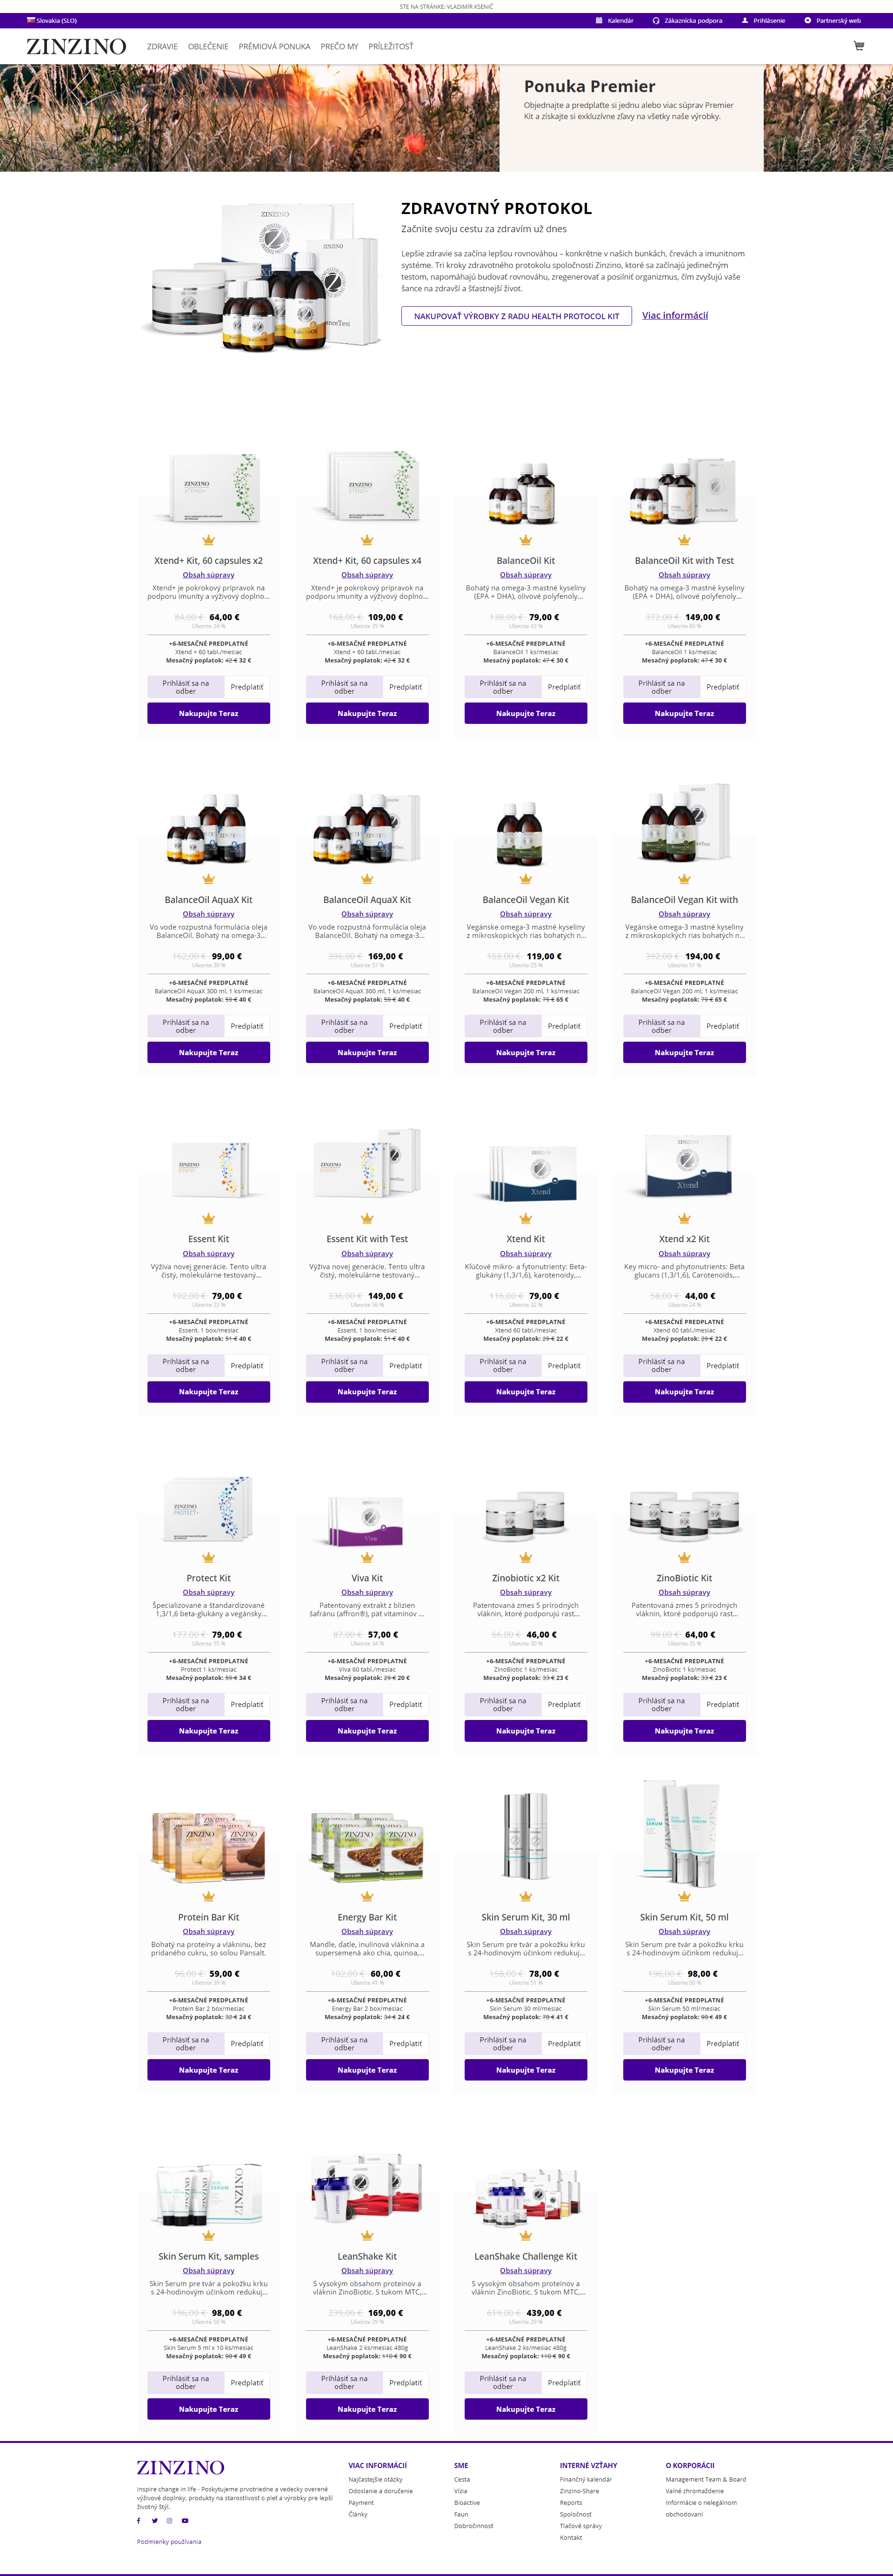 STE NA STRÁNKE: VLADIMÍR KSENIČ
Slovakia (SLO)
Kalendár
Zákaznícka podpora
Prihlásenie
Partnerský web
ZINZINO
ZDRAVIE
OBLEČENIE
PRÉMIOVÁ PONUKA
PREČO MY
PRÍLEŽITOSŤ
Ponuka Premier
Objednajte a predplaťte si jednu alebo viac súprav Premier
Kit a získajte si exkluzívne zľavy na všetky naše výrobky.
ZDRAVOTNÝ PROTOKOL
Začnite svoju cestu za zdravím už dnes
Lepšie zdravie sa začína lepšou rovnováhou – konkrétne v našich bunkách, črevách a imunitnom
systéme. Tri kroky zdravotného protokolu spoločnosti Zinzino, ktoré sa začínajú jedinečným
testom, napomáhajú budovať rovnováhu, zregenerovať a posilniť organizmus, čím zvyšujú vaše
šance na zdravší a šťastnejší život.
NAKUPOVAŤ VÝROBKY Z RADU HEALTH PROTOCOL KIT
Viac informácií
Xtend+ Kit, 60 capsules x2
Obsah súpravy
Xtend+ je pokrokový prípravok na
podporu imunity a výživový doplno...
84,00 € 64,00 €
Ušetrite 24 %
+6-MESAČNÉ PREDPLATNÉ
Xtend + 60 tabl./mesiac
Mesačný poplatok: 42 € 32 €
Prihlásiť sa na
odber
Predplatiť
Nakupujte Teraz
Xtend+ Kit, 60 capsules x4
Obsah súpravy
Xtend+ je pokrokový prípravok na
podporu imunity a výživový doplno...
168,00 € 109,00 €
Ušetrite 35 %
+6-MESAČNÉ PREDPLATNÉ
Xtend + 60 tabl./mesiac
Mesačný poplatok: 42 € 32 €
Prihlásiť sa na
odber
Predplatiť
Nakupujte Teraz
BalanceOil Kit
Obsah súpravy
Bohatý na omega-3 mastné kyseliny
(EPA + DHA), olivové polyfenoly...
138,00 € 79,00 €
Ušetrite 43 %
+6-MESAČNÉ PREDPLATNÉ
BalanceOil 1 ks/mesiac
Mesačný poplatok: 47 € 30 €
Prihlásiť sa na
odber
Predplatiť
Nakupujte Teraz
BalanceOil Kit with Test
Obsah súpravy
Bohatý na omega-3 mastné kyseliny
(EPA + DHA), olivové polyfenoly...
372,00 € 149,00 €
Ušetrite 60 %
+6-MESAČNÉ PREDPLATNÉ
BalanceOil 1 ks/mesiac
Mesačný poplatok: 47 € 30 €
Prihlásiť sa na
odber
Predplatiť
Nakupujte Teraz
BalanceOil AquaX Kit
Obsah súpravy
Vo vode rozpustná formulácia oleja
BalanceOil. Bohatý na omega-3...
162,00 € 99,00 €
Ušetrite 39 %
+6-MESAČNÉ PREDPLATNÉ
BalanceOil AquaX 300 ml, 1 ks/mesiac
Mesačný poplatok: 59 € 40 €
Prihlásiť sa na
odber
Predplatiť
Nakupujte Teraz
BalanceOil AquaX Kit
Obsah súpravy
Vo vode rozpustná formulácia oleja
BalanceOil. Bohatý na omega-3...
396,00 € 169,00 €
Ušetrite 57 %
+6-MESAČNÉ PREDPLATNÉ
BalanceOil AquaX 300 ml, 1 ks/mesiac
Mesačný poplatok: 59 € 40 €
Prihlásiť sa na
odber
Predplatiť
Nakupujte Teraz
BalanceOil Vegan Kit
Obsah súpravy
Vegánske omega-3 mastné kyseliny
z mikroskopických rias bohatých n...
158,00 € 119,00 €
Ušetrite 25 %
+6-MESAČNÉ PREDPLATNÉ
BalanceOil Vegan 200 ml, 1 ks/mesiac
Mesačný poplatok: 79 € 65 €
Prihlásiť sa na
odber
Predplatiť
Nakupujte Teraz
BalanceOil Vegan Kit with
Obsah súpravy
Vegánske omega-3 mastné kyseliny
z mikroskopických rias bohatých n...
392,00 € 194,00 €
Ušetrite 51 %
+6-MESAČNÉ PREDPLATNÉ
BalanceOil Vegan 200 ml, 1 ks/mesiac
Mesačný poplatok: 79 € 65 €
Prihlásiť sa na
odber
Predplatiť
Nakupujte Teraz
Essent Kit
Obsah súpravy
Výživa novej generácie. Tento ultra
čistý, molekulárne testovaný...
102,00 € 79,00 €
Ušetrite 23 %
+6-MESAČNÉ PREDPLATNÉ
Essent, 1 box/mesiac
Mesačný poplatok: 51 € 40 €
Prihlásiť sa na
odber
Predplatiť
Nakupujte Teraz
Essent Kit with Test
Obsah súpravy
Výživa novej generácie. Tento ultra
čistý, molekulárne testovaný...
336,00 € 149,00 €
Ušetrite 56 %
+6-MESAČNÉ PREDPLATNÉ
Essent, 1 box/mesiac
Mesačný poplatok: 51 € 40 €
Prihlásiť sa na
odber
Predplatiť
Nakupujte Teraz
Xtend Kit
Obsah súpravy
Kľúčové mikro- a fytonutrienty: Beta-
glukány (1,3/1,6), karotenoidy,...
116,00 € 79,00 €
Ušetrite 32 %
+6-MESAČNÉ PREDPLATNÉ
Xtend 60 tabl./mesiac
Mesačný poplatok: 29 € 22 €
Prihlásiť sa na
odber
Predplatiť
Nakupujte Teraz
Xtend x2 Kit
Obsah súpravy
Key micro- and phytonutrients: Beta
glucans (1,3/1,6), Carotenoids,...
58,00 € 44,00 €
Ušetrite 24 %
+6-MESAČNÉ PREDPLATNÉ
Xtend 60 tabl./mesiac
Mesačný poplatok: 29 € 22 €
Prihlásiť sa na
odber
Predplatiť
Nakupujte Teraz
Protect Kit
Obsah súpravy
Špecializované a štandardizované
1,3/1,6 beta-glukány a vegánsky...
177,00 € 79,00 €
Ušetrite 55 %
+6-MESAČNÉ PREDPLATNÉ
Protect 1 ks/mesiac
Mesačný poplatok: 59 € 34 €
Prihlásiť sa na
odber
Predplatiť
Nakupujte Teraz
Viva Kit
Obsah súpravy
Patentovaný extrakt z blizien
šafránu (affron®), päť vitamínov ...
87,00 € 57,00 €
Ušetrite 34 %
+6-MESAČNÉ PREDPLATNÉ
Viva 60 tabl./mesiac
Mesačný poplatok: 29 € 20 €
Prihlásiť sa na
odber
Predplatiť
Nakupujte Teraz
Zinobiotic x2 Kit
Obsah súpravy
Patentovaná zmes 5 prírodných
vláknin, ktoré podporujú rast...
66,00 € 46,00 €
Ušetrite 30 %
+6-MESAČNÉ PREDPLATNÉ
ZinoBiotic 1 ks/mesiac
Mesačný poplatok: 33 € 23 €
Prihlásiť sa na
odber
Predplatiť
Nakupujte Teraz
ZinoBiotic Kit
Obsah súpravy
Patentovaná zmes 5 prírodných
vláknin, ktoré podporujú rast...
99,00 € 64,00 €
Ušetrite 35 %
+6-MESAČNÉ PREDPLATNÉ
ZinoBiotic 1 ks/mesiac
Mesačný poplatok: 33 € 23 €
Prihlásiť sa na
odber
Predplatiť
Nakupujte Teraz
Protein Bar Kit
Obsah súpravy
Bohatý na proteíny a vlákninu, bez
pridaného cukru, so soľou Pansalt.
96,00 € 59,00 €
Ušetrite 39 %
+6-MESAČNÉ PREDPLATNÉ
Protein Bar 2 box/mesiac
Mesačný poplatok: 32 € 24 €
Prihlásiť sa na
odber
Predplatiť
Nakupujte Teraz
Energy Bar Kit
Obsah súpravy
Mandle, datle, inulínová vláknina a
supersemená ako chia, quinoa,...
102,00 € 60,00 €
Ušetrite 41 %
+6-MESAČNÉ PREDPLATNÉ
Energy Bar 2 box/mesiac
Mesačný poplatok: 34 € 24 €
Prihlásiť sa na
odber
Predplatiť
Nakupujte Teraz
Skin Serum Kit, 30 ml
Obsah súpravy
Skin Serum pre tvár a pokožku krku
s 24-hodinovým účinkom redukuj...
158,00 € 78,00 €
Ušetrite 51 %
+6-MESAČNÉ PREDPLATNÉ
Skin Serum 30 ml/mesiac
Mesačný poplatok: 78 € 41 €
Prihlásiť sa na
odber
Predplatiť
Nakupujte Teraz
Skin Serum Kit, 50 ml
Obsah súpravy
Skin Serum pre tvár a pokožku krku
s 24-hodinovým účinkom redukuj...
196,00 € 98,00 €
Ušetrite 50 %
+6-MESAČNÉ PREDPLATNÉ
Skin Serum 50 ml/mesiac
Mesačný poplatok: 98 € 49 €
Prihlásiť sa na
odber
Predplatiť
Nakupujte Teraz
Skin Serum Kit, samples
Obsah súpravy
Skin Serum pre tvár a pokožku krku
s 24-hodinovým účinkom redukuj...
196,00 € 98,00 €
Ušetrite 50 %
+6-MESAČNÉ PREDPLATNÉ
Skin Serum 5 ml x 10 ks/mesiac
Mesačný poplatok: 98 € 49 €
Prihlásiť sa na
odber
Predplatiť
Nakupujte Teraz
LeanShake Kit
Obsah súpravy
S vysokým obsahom proteínov a
vláknin ZinoBiotic. S tukom MTC,...
239,00 € 169,00 €
Ušetrite 29 %
+6-MESAČNÉ PREDPLATNÉ
LeanShake 2 ks/mesiac 480g
Mesačný poplatok: 110 € 90 €
Prihlásiť sa na
odber
Predplatiť
Nakupujte Teraz
LeanShake Challenge Kit
Obsah súpravy
S vysokým obsahom proteínov a
vláknin ZinoBiotic. S tukom MTC,...
619,00 € 439,00 €
Ušetrite 29 %
+6-MESAČNÉ PREDPLATNÉ
LeanShake 2 ks/mesiac 480g
Mesačný poplatok: 110 € 90 €
Prihlásiť sa na
odber
Predplatiť
Nakupujte Teraz
ZINZINO
Inspire change in life - Poskytujeme prvotriedne a vedecky overené
výživové doplnky, produkty na starostlivosť o pleť a výrobky pre lepší
životný štýl.
Podmienky používania
VIAC INFORMÁCIÍ
Najčastejšie otázky
Odoslanie a doručenie
Payment
Články
SME
Cesta
Vízia
Bioactive
Faun
Dobročinnosť
INTERNÉ VZŤAHY
Finančný kalendár
Zinzino-Share
Reports
Spoločnosť
Tlačové správy
Kontakt
O KORPORÁCII
Management Team & Board
Valné zhromaždenie
Informácie o nelegálnom
obchodovaní